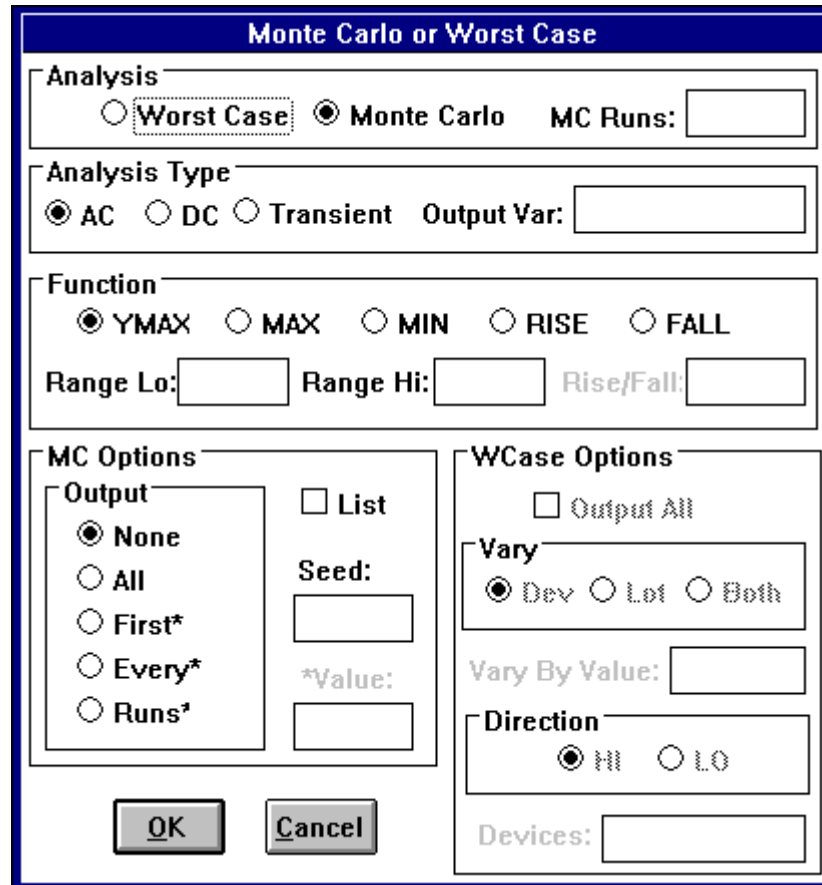 Monte Carlo or Worst Case
Analysis
Worst Case Monte Carlo MC Runs:
Analysis Type
AC DC Transient Output Var:
Function
YMAX MAX MIN RISE FALL
Range Lo: Range Hi: Rise/Fall:
MC Options
Output
None
All
First*
Every*
Runs*
List
Seed:
*Value:
WCase Options
Output All
Vary
Dev Lot Both
Vary By Value:
Direction
HI LO
Devices:
OK Cancel